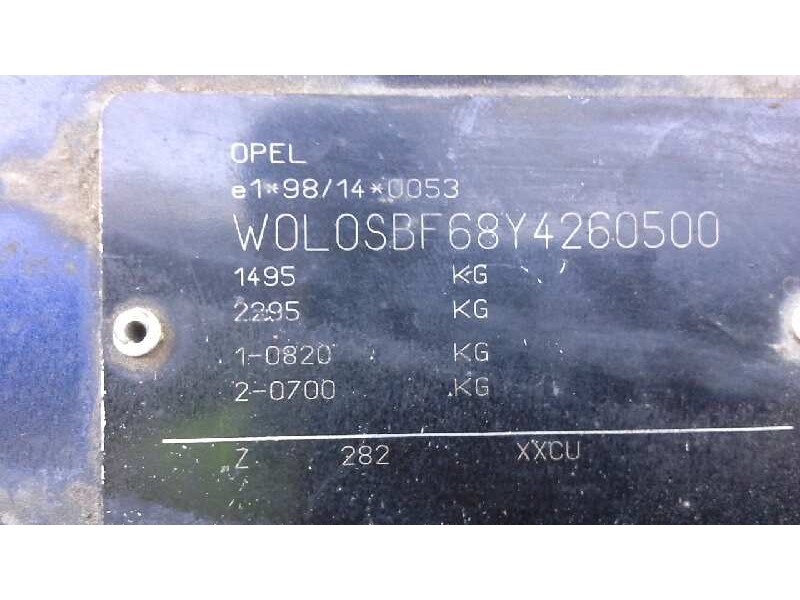 OPEL
e1*98/14*0053
W0L0SBF68Y4260500
1495 KG
2295 KG
1-0820 KG
2-0700 KG
Z 282 XXCU